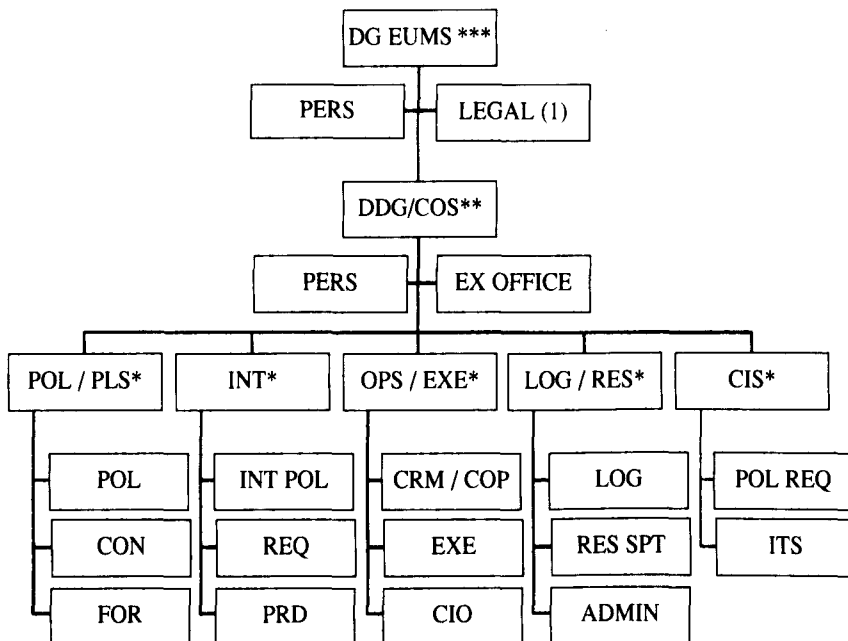 DG EUMS ***
PERS
LEGAL (1)
DDG/COS**
PERS
EX OFFICE
POL / PLS*
INT*
OPS / EXE*
LOG / RES*
CIS*
POL
INT POL
CRM / COP
LOG
POL REQ
CON
REQ
EXE
RES SPT
ITS
FOR
PRD
CIO
ADMIN